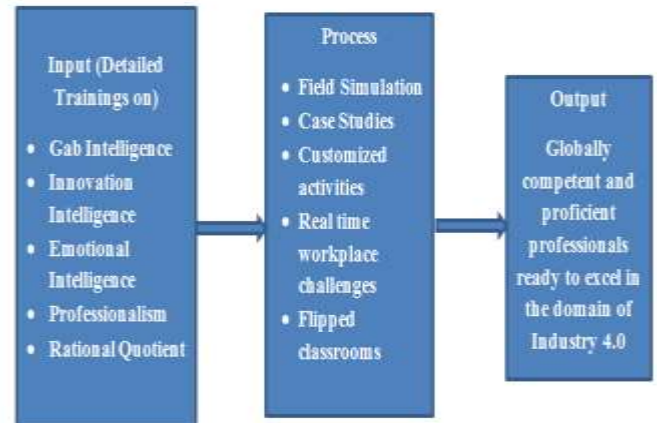 Input (Detailed
Trainings on)
• Gab Intelligence
• Innovation
Intelligence
• Emotional
Intelligence
• Professionalism
• Rational Quotient
Process
• Field Simulation
• Case Studies
• Customized
activities
• Real time
workplace
challenges
• Flipped
classrooms
Output
Globally
competent and
proficient
professionals
ready to excel in
the domain of
Industry 4.0